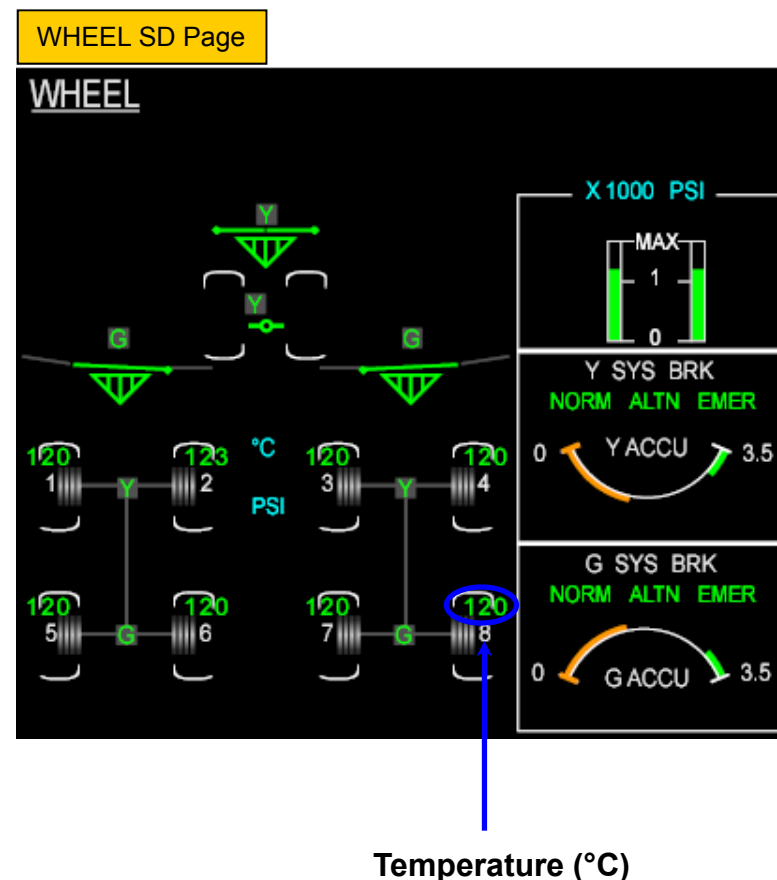 WHEEL SD Page
WHEEL
X1000 PSI
Y
MAX
1
Y
0
G G
Y SYS BRK
NORM ALTN EMER
120 123 °C 120 120
0 Y ACCU 3.5
1 Y 2 3 Y 4
PSI
G SYS BRK
NORM ALTN EMER
120 120 120 120
5 G 6 7 G 8
0 G ACCU 3.5
Temperature (°C)